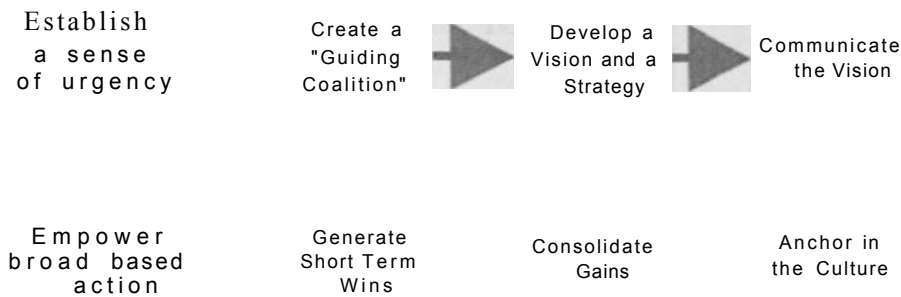 Establish
a sense
of urgency
Create a
"Guiding
Coalition"
Develop a
Vision and a
Strategy
Communicate
the Vision
Empower
broad based
action
Generate
Short Term
Wins
Consolidate
Gains
Anchor in
the Culture